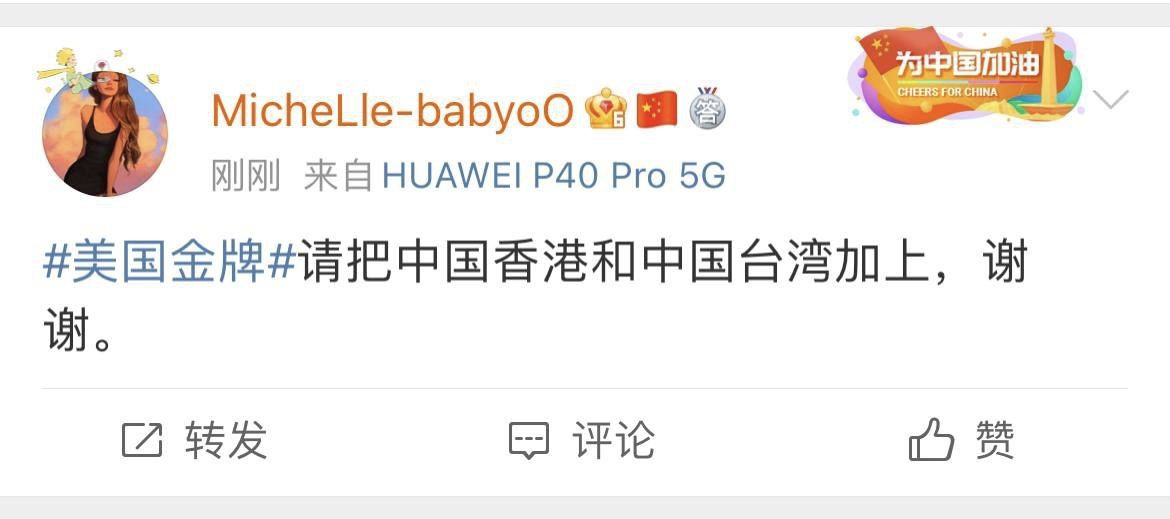 为中国加油
CHEERS FOR CHINA
MicheLle-babyoO 6 答
刚刚 来自 HUAWEI P40 Pro 5G
#美国金牌#请把中国香港和中国台湾加上，谢
谢。
转发 评论 赞